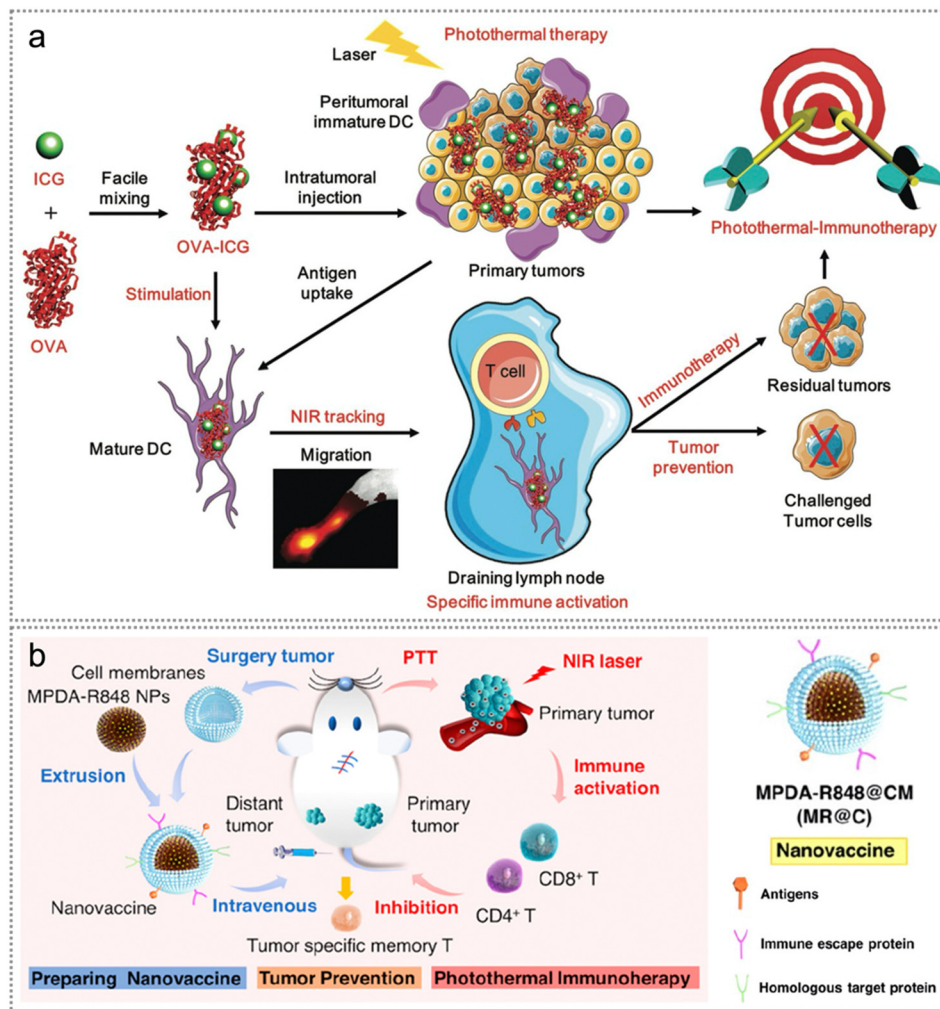 a
Laser
Photothermal therapy
Peritumoral
immature DC
ICG
+
OVA
Facile
mixing
OVA-ICG
Intratumoral
injection
Primary tumors
Photothermal-Immunotherapy
Stimulation
Antigen
uptake
Mature DC
NIR tracking
Migration
T cell
Draining lymph node
Specific immune activation
Immunotherapy
Residual tumors
Tumor
prevention
Challenged
Tumor cells
b
Cell membranes
MPDA-R848 NPs
Surgery tumor
Extrusion
Nanovaccine
Intravenous
Distant
tumor
Primary
tumor
PTT
NIR laser
Primary tumor
Immune
activation
CD8⁺ T
CD4⁺ T
Inhibition
Tumor specific memory T
Preparing Nanovaccine
Tumor Prevention
Photothermal Immunoherapy
MPDA-R848@CM
(MR@C)
Nanovaccine
Antigens
Immune escape protein
Homologous target protein